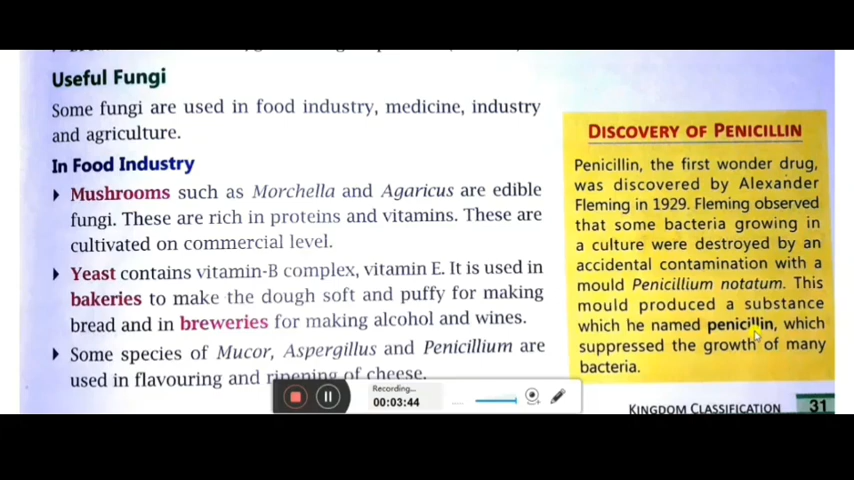 Useful Fungi
Some fungi are used in food industry, medicine, industry
and agriculture.
In Food Industry
Mushrooms such as Morchella and Agaricus are edible
fungi. These are rich in proteins and vitamins. These are
cultivated on commercial level.
Yeast contains vitamin-B complex, vitamin E. It is used in
bakeries to make the dough soft and puffy for making
bread and in breweries for making alcohol and wines.
Some species of Mucor, Aspergillus and Penicillium are
used in flavouring and ripening of cheese.
DISCOVERY OF PENICILLIN
Penicillin, the first wonder drug,
was discovered by Alexander
Fleming in 1929. Fleming observed
that some bacteria growing in
a culture were destroyed by an
accidental contamination with a
mould Penicillium notatum. This
mould produced a substance
which he named penicillin, which
suppressed the growth of many
bacteria.
Recording...
00:03:44
KINGDOM CLASSIFICATION 31